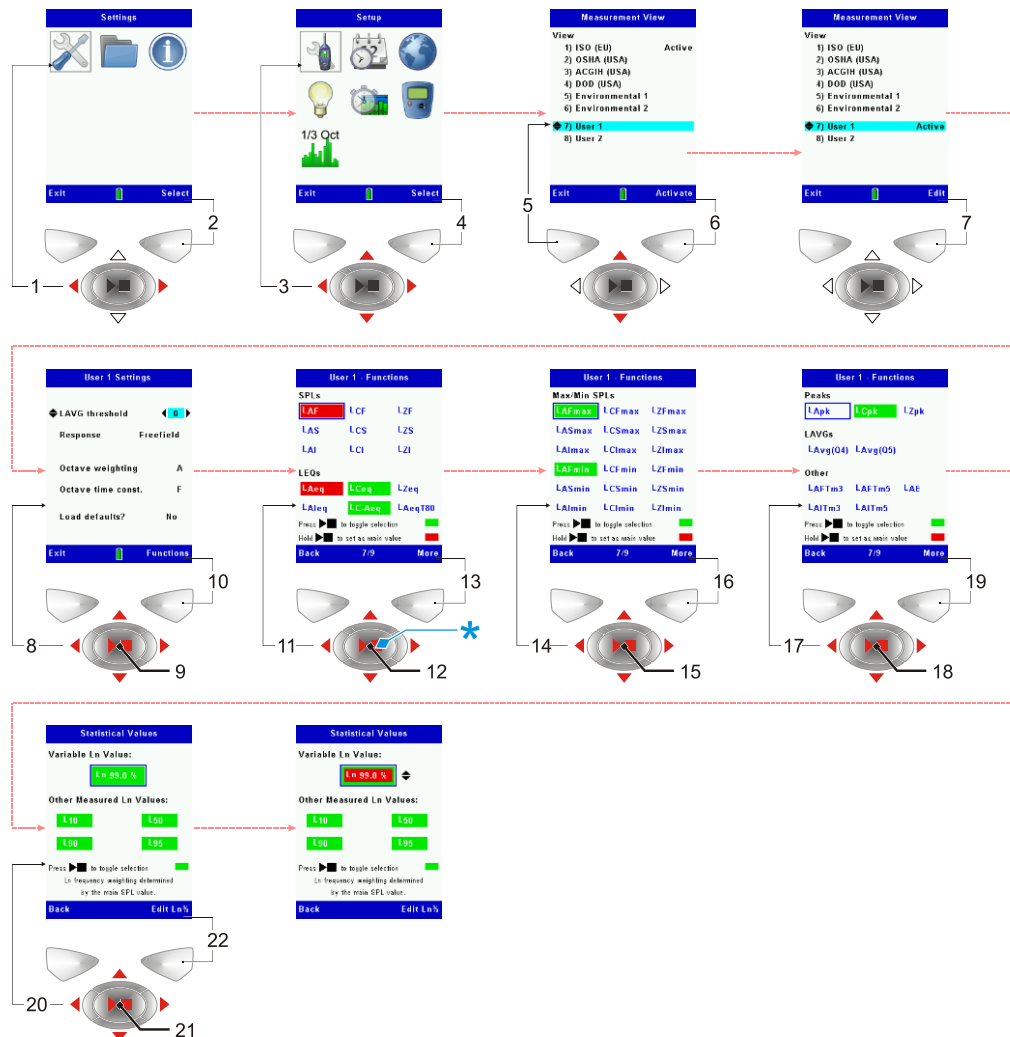 Settings
Exit Select
2
1
Setup
1/3 Oct
Exit Select
4
3
Measurement View
View
1) ISO (EU) Active
2) OSHA (USA)
3) ACGIH (USA)
4) DOD (USA)
5) Environmental 1
6) Environmental 2
7) User 1
8) User 2
Exit Activate
5
6
Measurement View
View
1) ISO (EU)
2) OSHA (USA)
3) ACGIH (USA)
4) DOD (USA)
5) Environmental 1
6) Environmental 2
7) User 1 Active
8) User 2
Exit Edit
7
User 1 Settings
LAVG threshold 0
Response Freefield
Octave weighting A
Octave time const. F
Load defaults? No
Exit Functions
10
8
9
User 1 - Functions
SPLs
LAF LCF LZF
LAS LCS LZS
LAI LCI LZI
LEQs
LAeq LCeq LZeq
LAIeq LC-Aeq LAeqT80
Press ▶■ to toggle selection
Hold ▶■ to set as main value
Back 7/9 More
13
*
11
12
User 1 - Functions
Max/Min SPLs
LAFmax LCFmax LZFmax
LASmax LCSmax LZSmax
LAImax LCImax LZImax
LAFmin LCFmin LZFmin
LASmin LCSmin LZSmin
LAImin LCImin LZImin
Press ▶■ to toggle selection
Hold ▶■ to set as main value
Back 7/9 More
16
14
15
User 1 - Functions
Peaks
LApk LCpk LZpk
LAVGs
LAvg(Q4) LAvg(Q5)
Other
LAFTm3 LAFTm5 LAE
LAITm3 LAITm5
Press ▶■ to toggle selection
Hold ▶■ to set as main value
Back 7/9 More
19
17
18
Statistical Values
Variable Ln Value:
Ln 99.0 %
Other Measured Ln Values:
L10 L50
L90 L95
Press ▶■ to toggle selection
Ln frequency weighting determined
by the main SPL value.
Back Edit Ln%
22
20
21
Statistical Values
Variable Ln Value:
Ln 99.0 %
Other Measured Ln Values:
L10 L50
L90 L95
Press ▶■ to toggle selection
Ln frequency weighting determined
by the main SPL value.
Back Edit Ln%